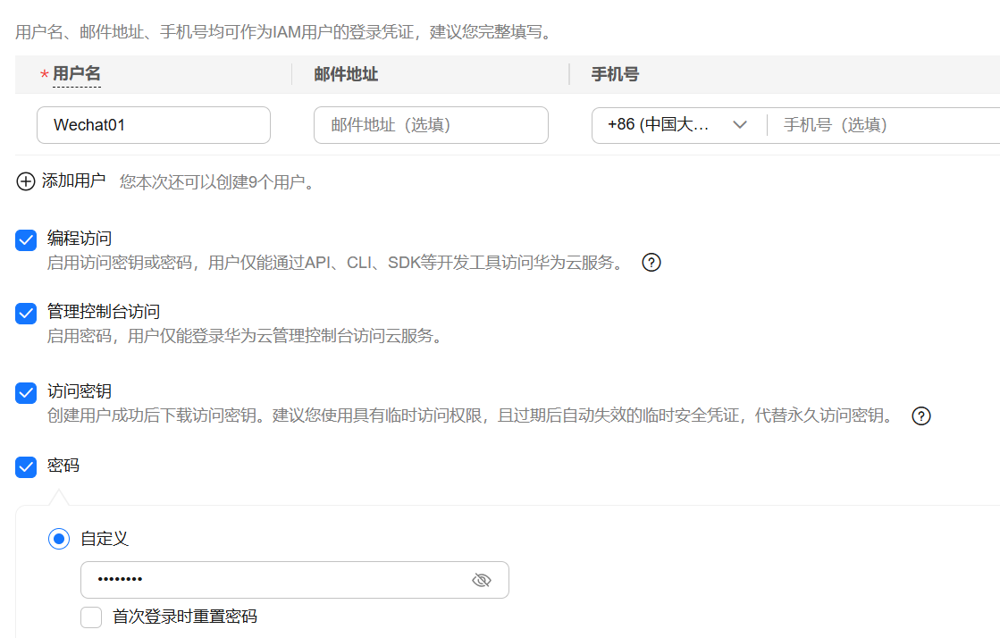 用户名、邮件地址、手机号均可作为IAM用户的登录凭证，建议您完整填写。
* 用户名 邮件地址 手机号
Wechat01 邮件地址（选填） +86 (中国大... 手机号（选填）
添加用户 您本次还可以创建9个用户。
编程访问
启用访问密钥或密码，用户仅能通过API、CLI、SDK等开发工具访问华为云服务。 ?
管理控制台访问
启用密码，用户仅能登录华为云管理控制台访问云服务。
访问密钥
创建用户成功后下载访问密钥。建议您使用具有临时访问权限，且过期后自动失效的临时安全凭证，代替永久访问密钥。 ?
密码
自定义
••••••••
首次登录时重置密码